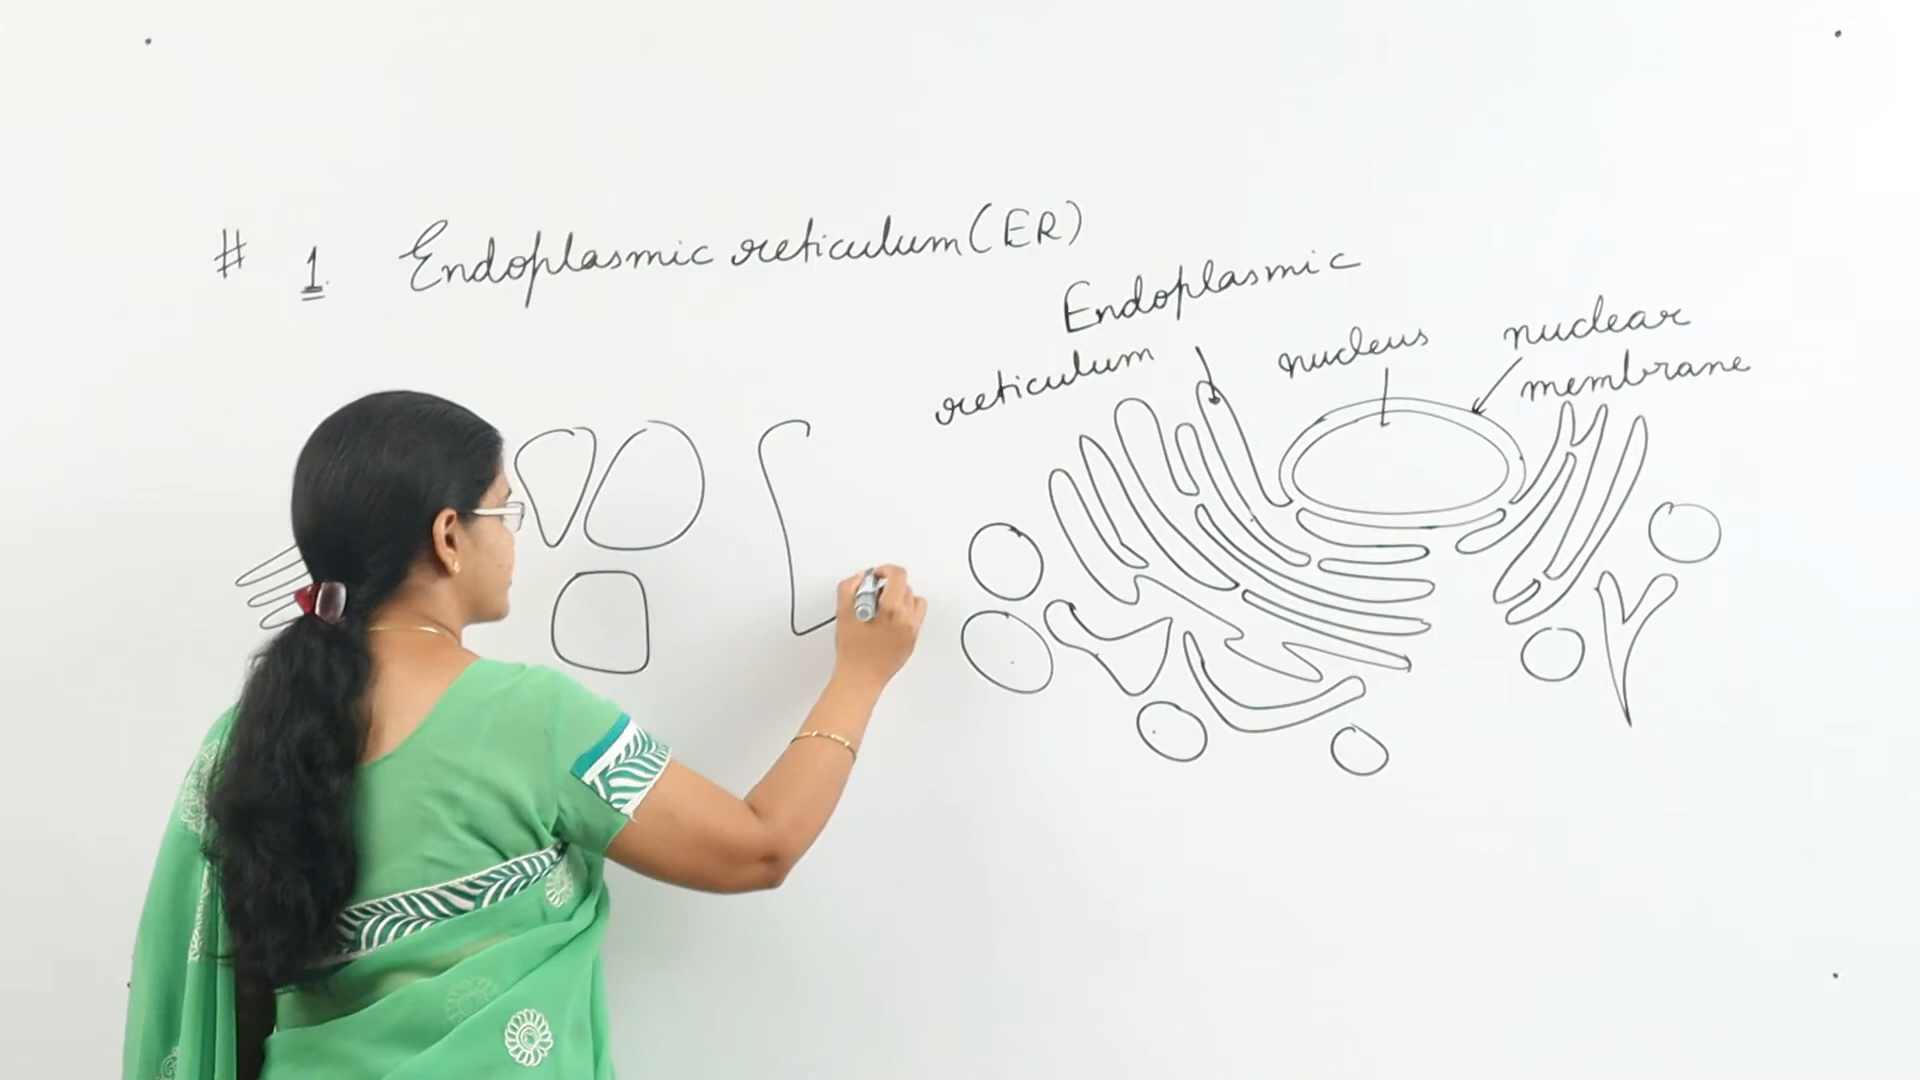 # 1 Endoplasmic reticulum (ER)
Endoplasmic
reticulum
nucleus
nuclear
membrane